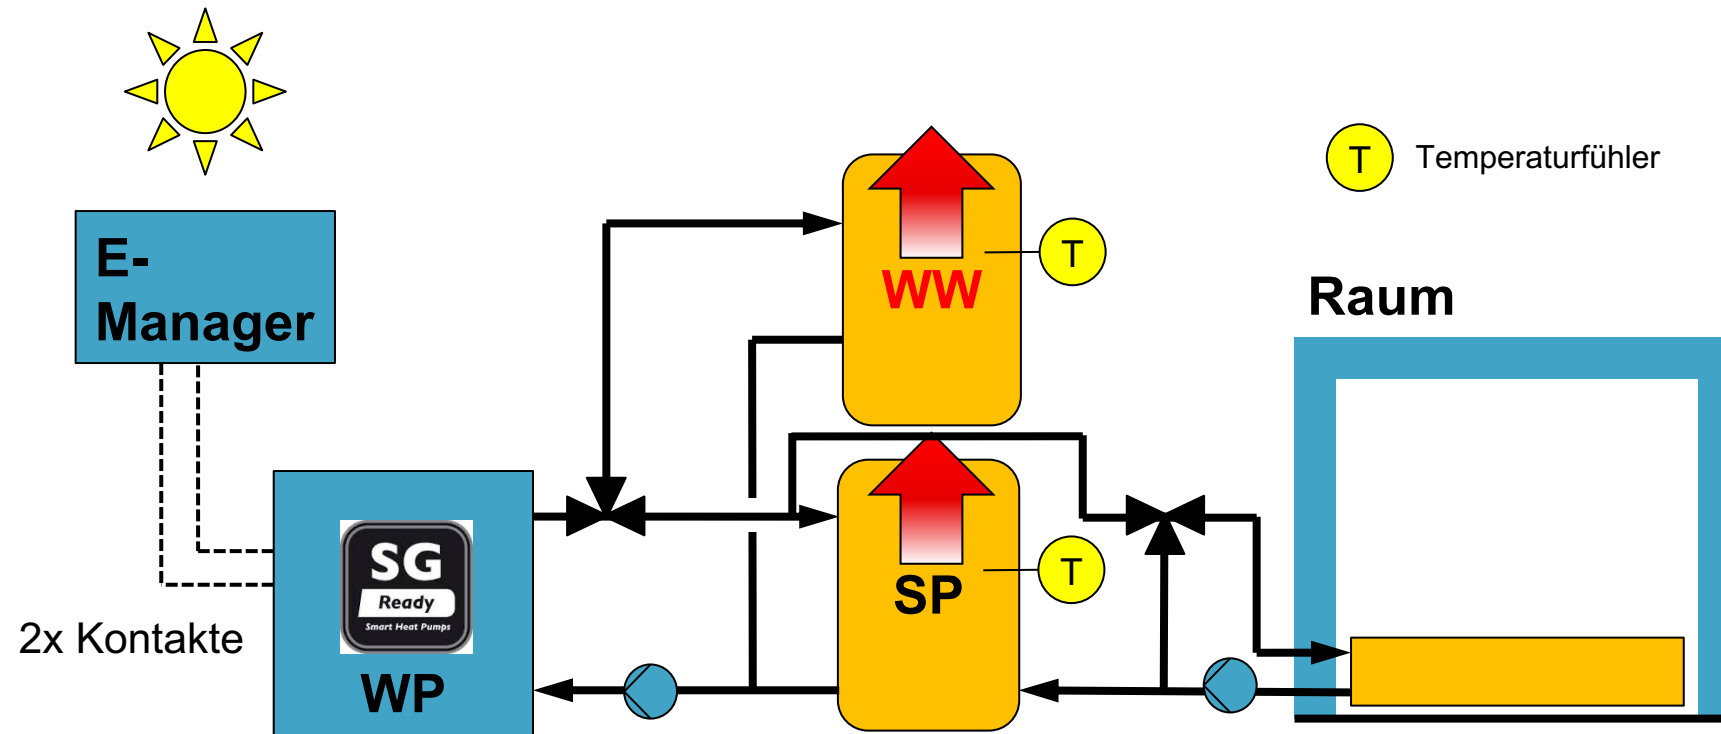 T
Temperaturfühler
E-
Manager
WW
T
Raum
SG
Ready
Smart Heat Pumps
SP
T
2x Kontakte
WP